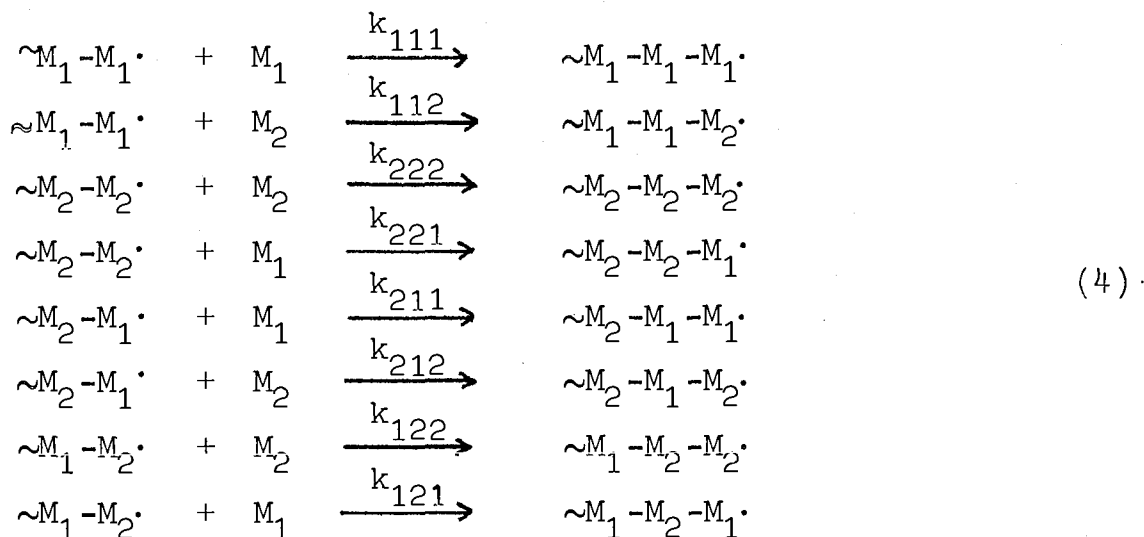 ~M₁-M₁· + M₁ k₁₁₁ → ~M₁-M₁-M₁·
≈M₁-M₁· + M₂ k₁₁₂ → ~M₁-M₁-M₂·
~M₂-M₂· + M₂ k₂₂₂ → ~M₂-M₂-M₂·
~M₂-M₂· + M₁ k₂₂₁ → ~M₂-M₂-M₁·
(4)·
~M₂-M₁· + M₁ k₂₁₁ → ~M₂-M₁-M₁·
~M₂-M₁· + M₂ k₂₁₂ → ~M₂-M₁-M₂·
~M₁-M₂· + M₂ k₁₂₂ → ~M₁-M₂-M₂·
~M₁-M₂· + M₁ k₁₂₁ → ~M₁-M₂-M₁·